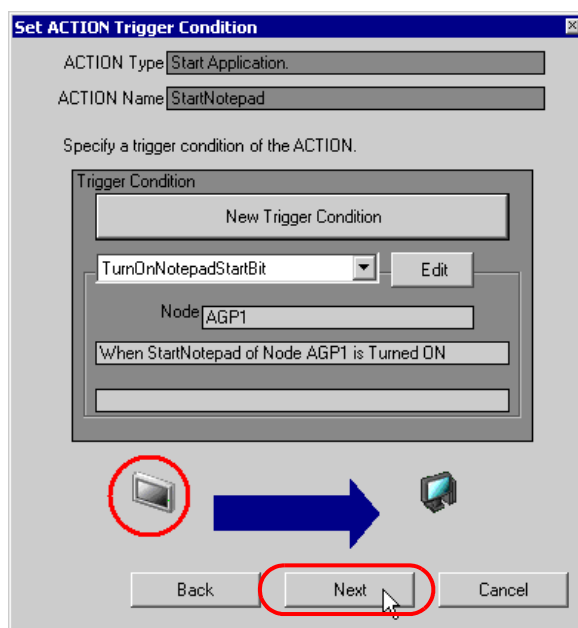 Set ACTION Trigger Condition
ACTION Type Start Application.
ACTION Name StartNotepad
Specify a trigger condition of the ACTION.
Trigger Condition
New Trigger Condition
TurnOnNotepadStartBit Edit
Node AGP1
When StartNotepad of Node AGP1 is Turned ON
Back Next Cancel